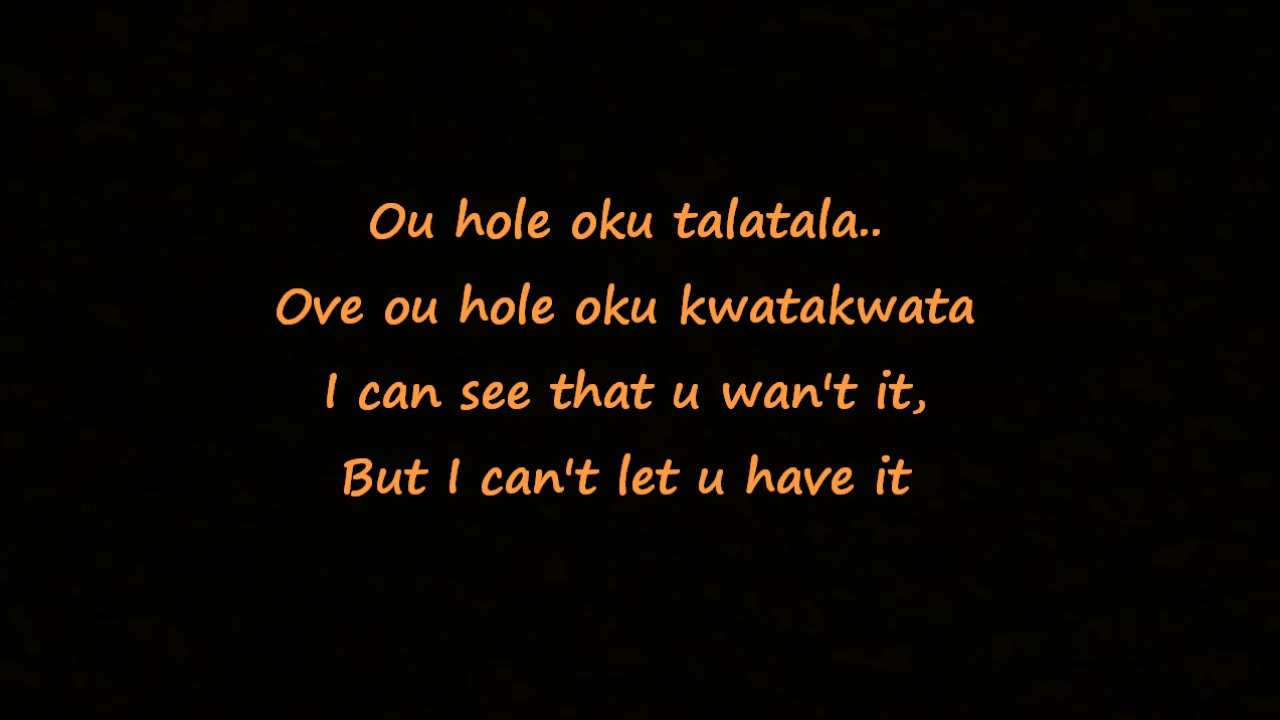 Ou hole oku talatala..
Ove ou hole oku kwatakwata
I can see that u wan't it,
But I can't let u have it